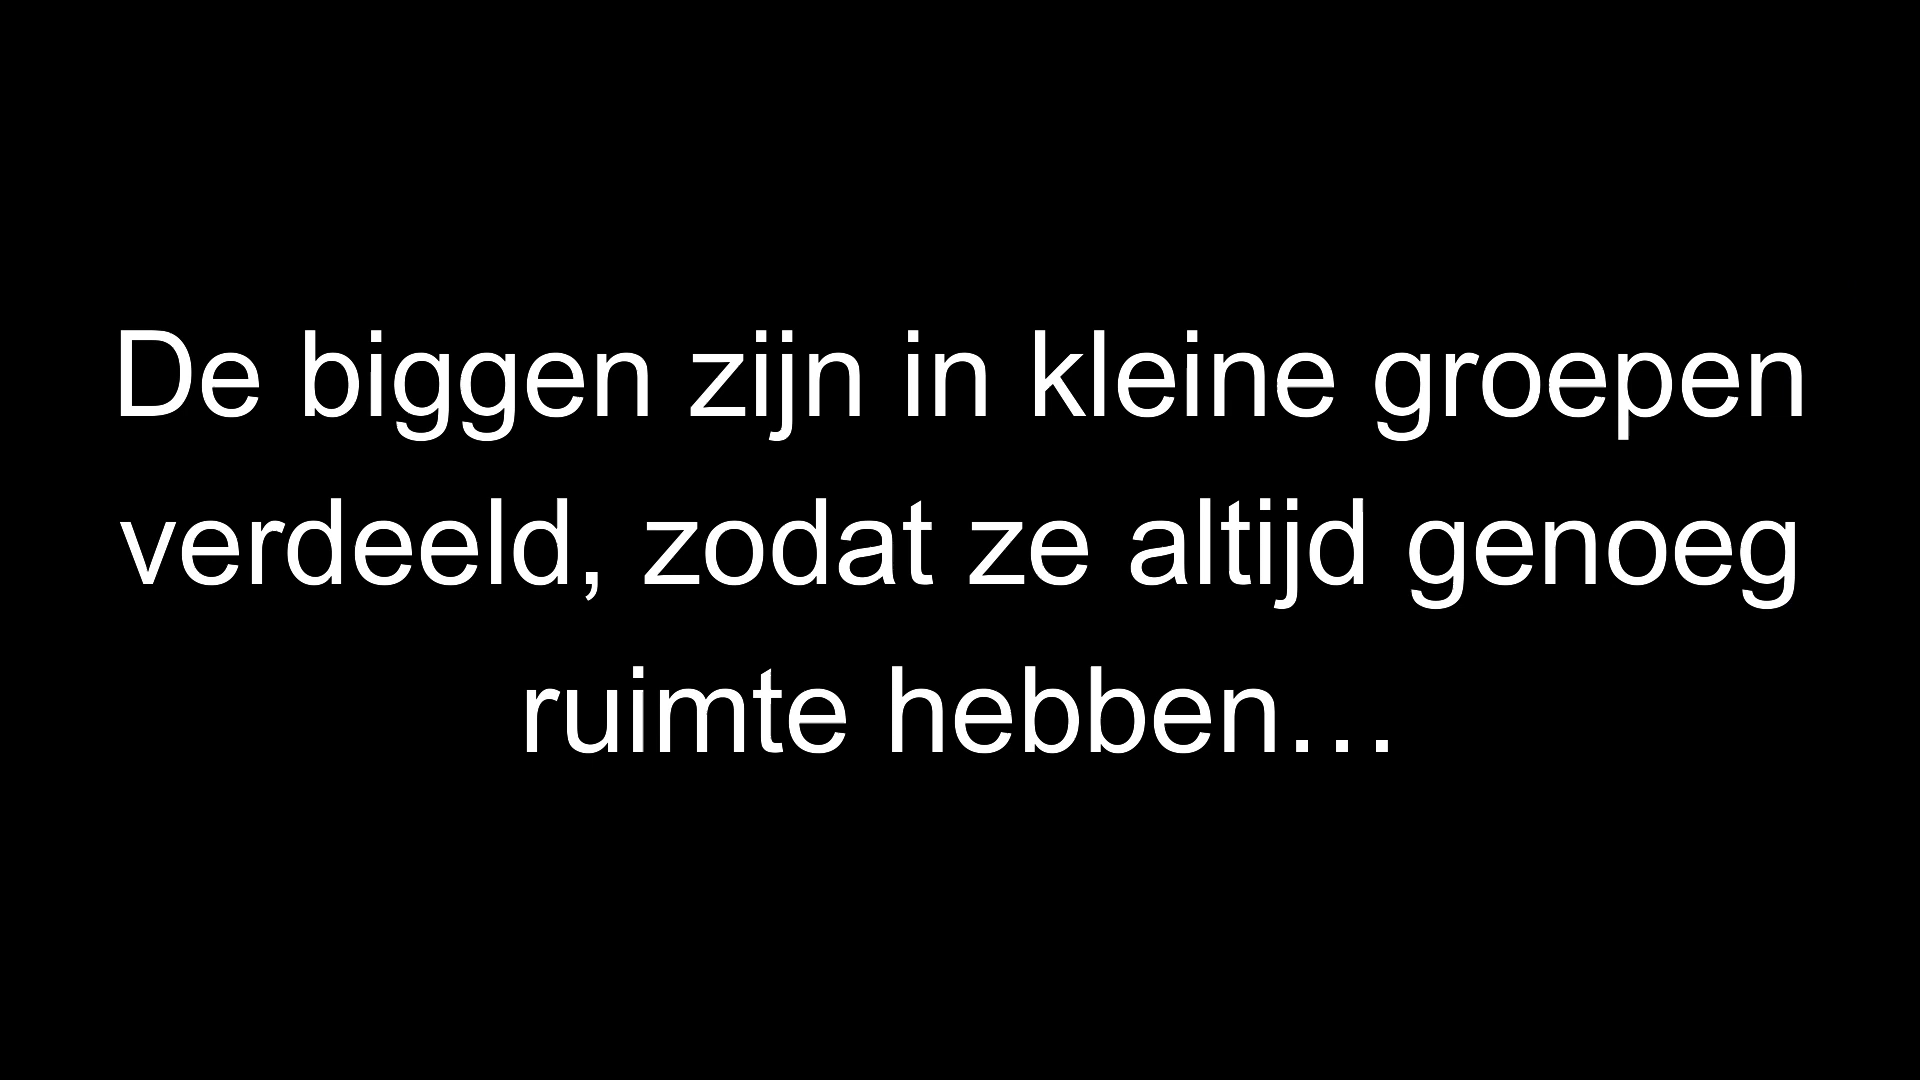 De biggen zijn in kleine groepen
verdeeld, zodat ze altijd genoeg
ruimte hebben…